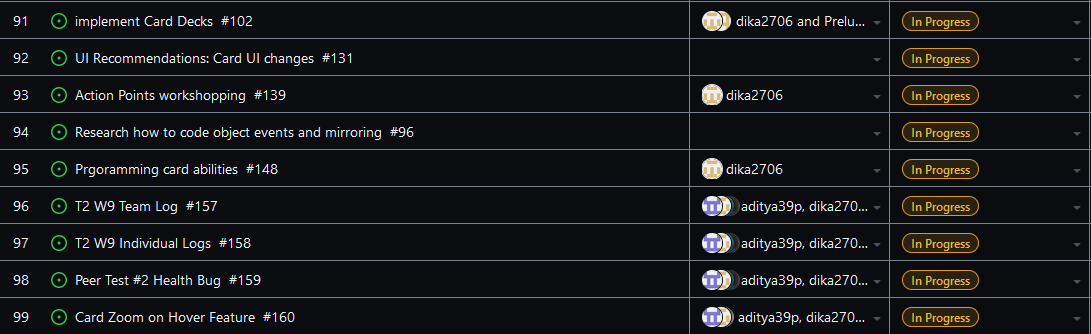 91 implement Card Decks #102 dika2706 and Prelu... In Progress
92 UI Recommendations: Card UI changes #131 In Progress
93 Action Points workshopping #139 dika2706 In Progress
94 Research how to code object events and mirroring #96 In Progress
95 Prgoramming card abilities #148 dika2706 In Progress
96 T2 W9 Team Log #157 aditya39p, dika270... In Progress
97 T2 W9 Individual Logs #158 aditya39p, dika270... In Progress
98 Peer Test #2 Health Bug #159 aditya39p, dika270... In Progress
99 Card Zoom on Hover Feature #160 aditya39p, dika270... In Progress